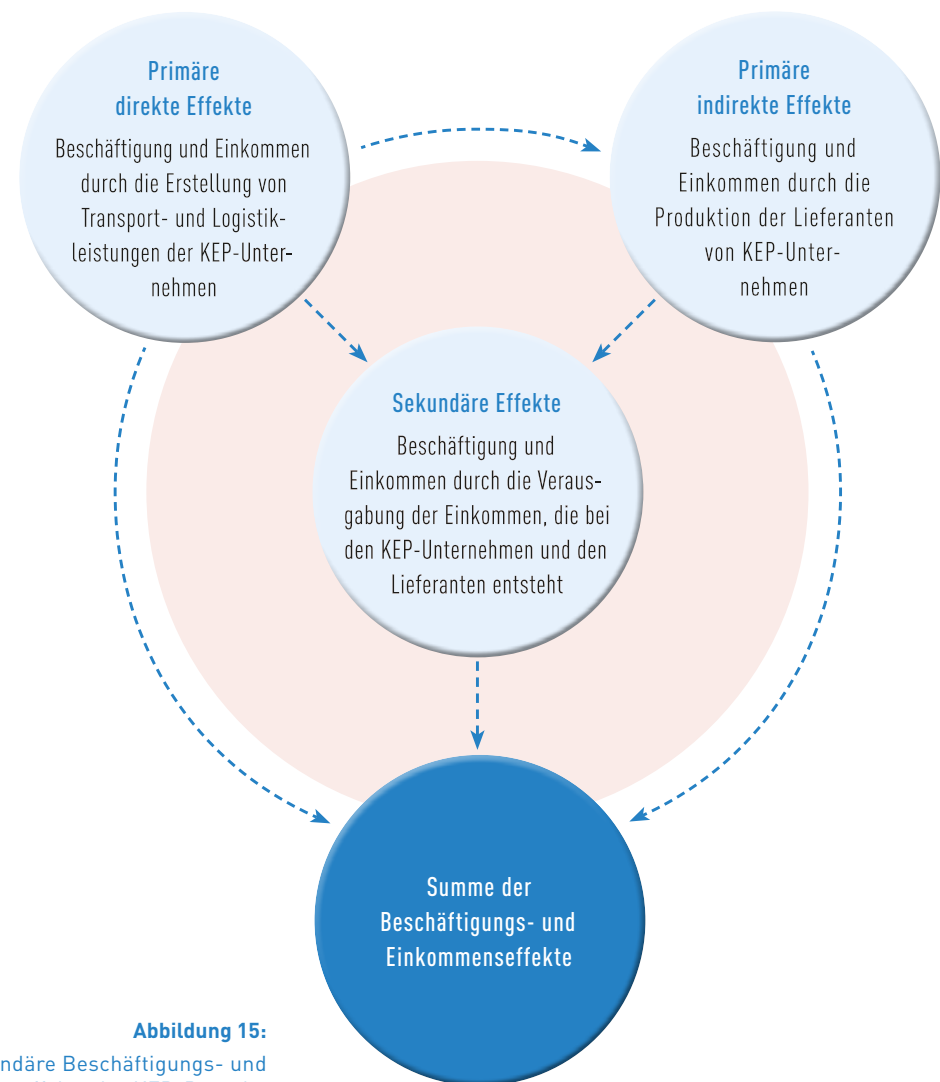 Primäre
direkte Effekte
Beschäftigung und Einkommen
durch die Erstellung von
Transport- und Logistik-
leistungen der KEP-Unter-
nehmen
Primäre
indirekte Effekte
Beschäftigung und
Einkommen durch die
Produktion der Lieferanten
von KEP-Unter-
nehmen
Sekundäre Effekte
Beschäftigung und
Einkommen durch die Veraus-
gabung der Einkommen, die bei
den KEP-Unternehmen und den
Lieferanten entsteht
Summe der
Beschäftigungs- und
Einkommenseffekte
Abbildung 15:
ndäre Beschäftigungs- und